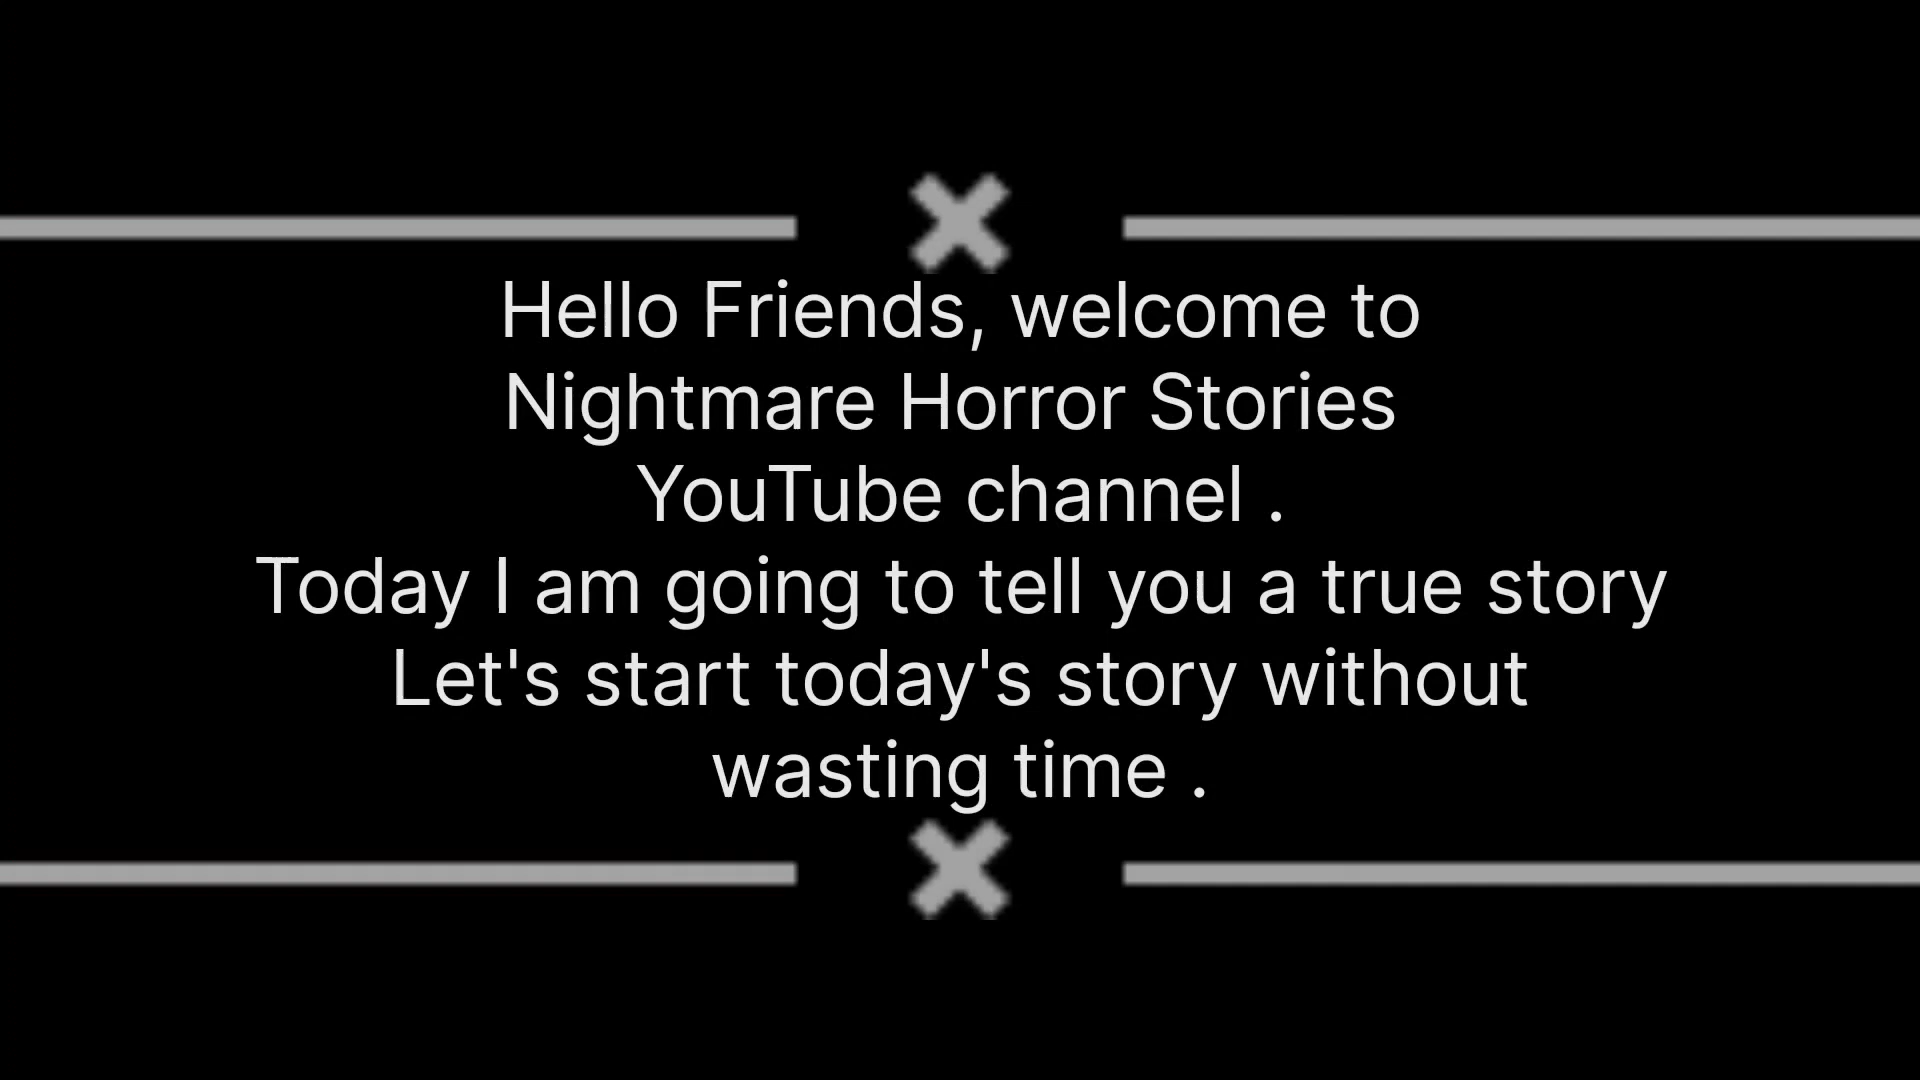 Hello Friends, welcome to
Nightmare Horror Stories
YouTube channel .
Today I am going to tell you a true story
Let's start today's story without
wasting time .